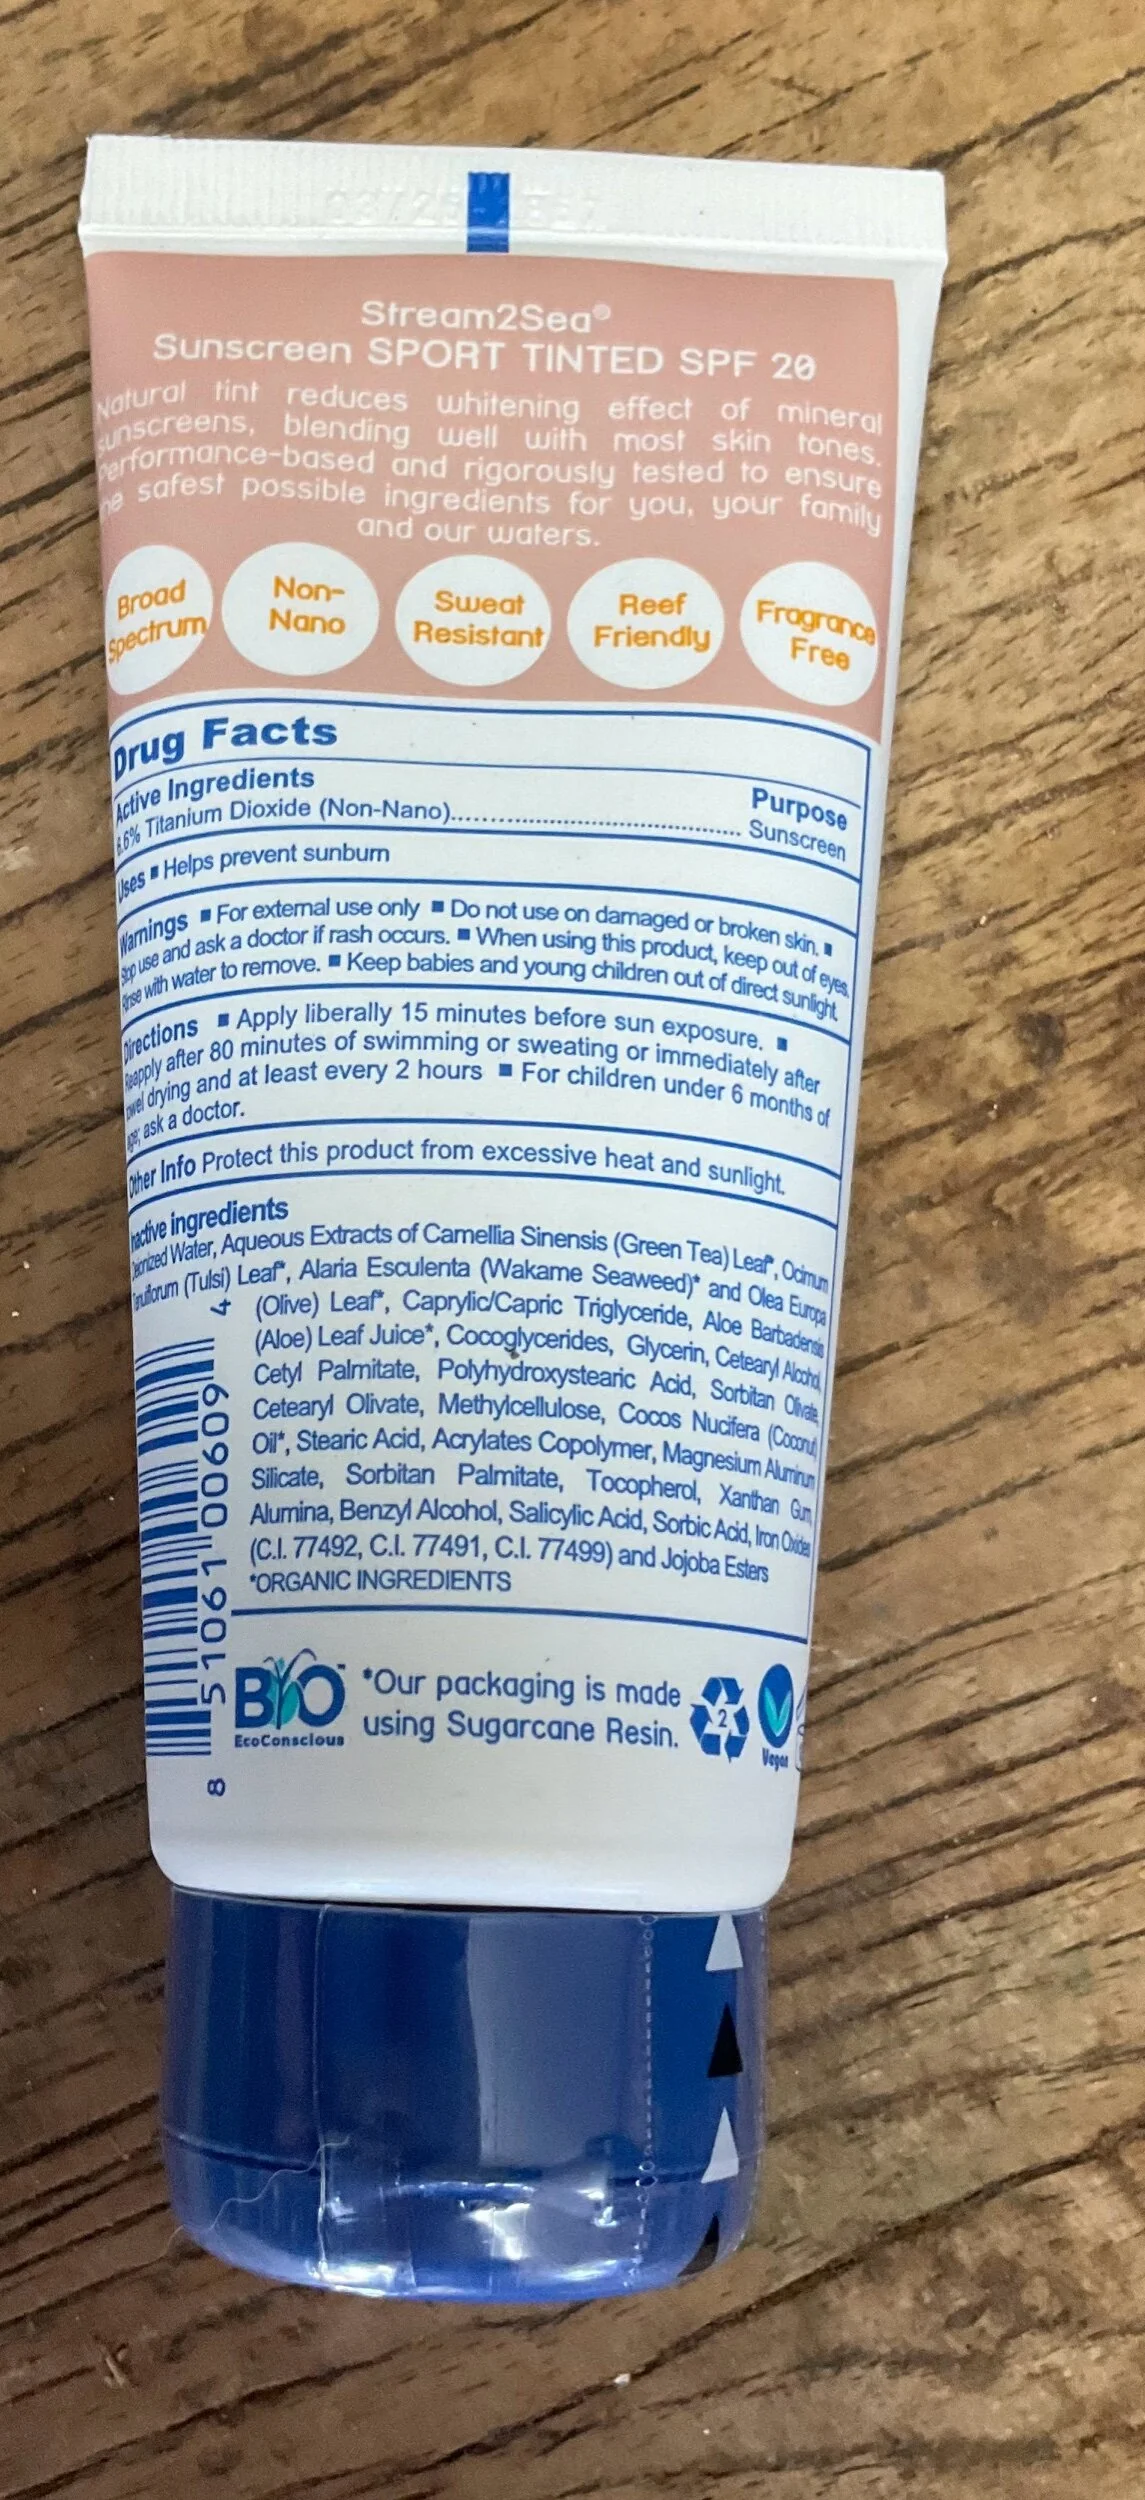 Stream2Sea®
Sunscreen SPORT TINTED SPF 20
Natural tint reduces whitening effect of mineral
sunscreens, blending well with most skin tones.
Performance-based and rigorously tested to ensure
he safest possible ingredients for you, your family
and our waters.
Broad Spectrum
Non-Nano
Sweat Resistant
Reef Friendly
Fragrance Free
Drug Facts
Active Ingredients Purpose
6.6% Titanium Dioxide (Non-Nano).......................................... Sunscreen
Uses ■ Helps prevent sunburn
Warnings ■ For external use only ■ Do not use on damaged or broken skin. ■
Stop use and ask a doctor if rash occurs. ■ When using this product, keep out of eyes.
Rinse with water to remove. ■ Keep babies and young children out of direct sunlight.
Directions ■ Apply liberally 15 minutes before sun exposure. ■
Reapply after 80 minutes of swimming or sweating or immediately after
towel drying and at least every 2 hours ■ For children under 6 months of
age; ask a doctor.
Other Info Protect this product from excessive heat and sunlight.
Inactive ingredients
Deionized Water, Aqueous Extracts of Camellia Sinensis (Green Tea) Leaf*, Ocimum
Tenuiflorum (Tulsi) Leaf*, Alaria Esculenta (Wakame Seaweed)* and Olea Europa
(Olive) Leaf*, Caprylic/Capric Triglyceride, Aloe Barbadensis
(Aloe) Leaf Juice*, Cocoglycerides, Glycerin, Cetearyl Alcohol,
Cetyl Palmitate, Polyhydroxystearic Acid, Sorbitan Olivate,
Cetearyl Olivate, Methylcellulose, Cocos Nucifera (Coconut)
Oil*, Stearic Acid, Acrylates Copolymer, Magnesium Aluminum
Silicate, Sorbitan Palmitate, Tocopherol, Xanthan Gum,
Alumina, Benzyl Alcohol, Salicylic Acid, Sorbic Acid, Iron Oxides
(C.I. 77492, C.I. 77491, C.I. 77499) and Jojoba Esters
*ORGANIC INGREDIENTS
8 51061 00609 4
BIO™
EcoConscious
*Our packaging is made
using Sugarcane Resin.
2
Vegan